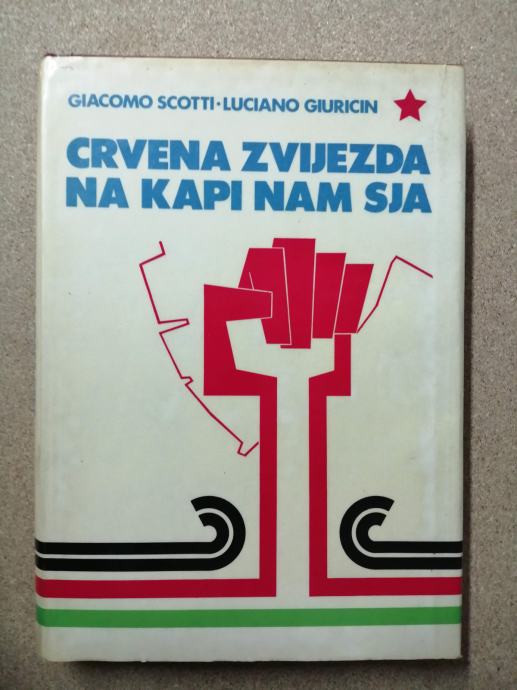 GIACOMO SCOTTI • LUCIANO GIURICIN
CRVENA ZVIJEZDA
NA KAPI NAM SJA